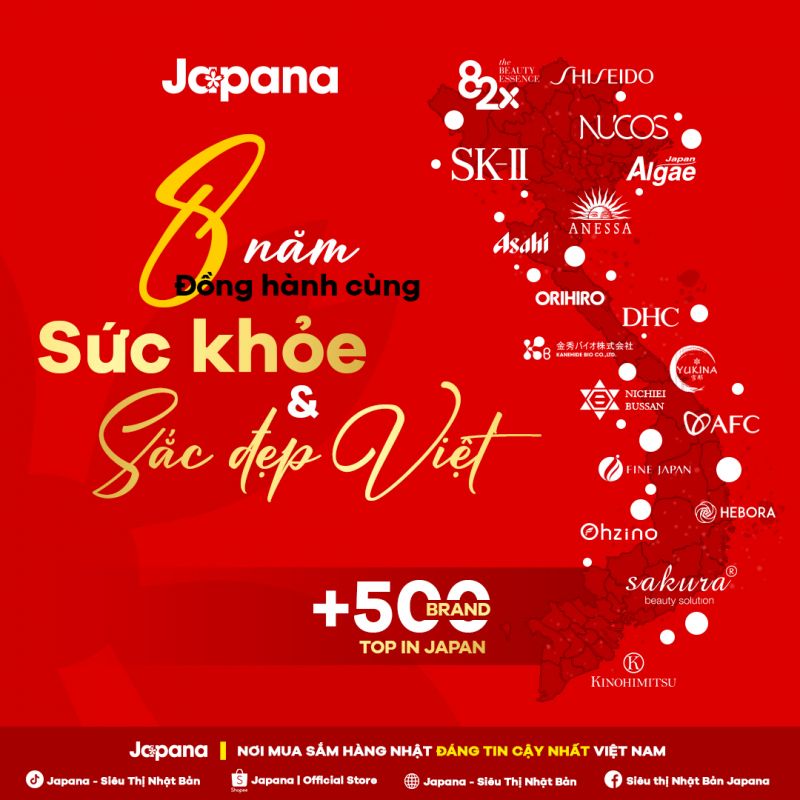 Japana
8 năm
Đồng hành cùng
Sức khỏe
&
Sắc đẹp Việt
+500
BRAND
TOP IN JAPAN
82x
the
BEAUTY
ESSENCE
SHISEIDO
NUCOS
SK-II
Japan
Algae
ANESSA
Asahi
ORIHIRO
DHC
金秀バイオ株式会社
KANEHIDE BIO CO.,LTD.
YUKINA
雪那
NICHIEI
BUSSAN
AFC
FINE JAPAN
HEBORA
Ohzino
sakura®
beauty solution
K
KINOHIMITSU
Japana | NƠI MUA SẮM HÀNG NHẬT ĐÁNG TIN CẬY NHẤT VIỆT NAM
Japana - Siêu Thị Nhật Bản
Shopee
Japana | Official Store
Japana - Siêu Thị Nhật Bản
Siêu thị Nhật Bản Japana